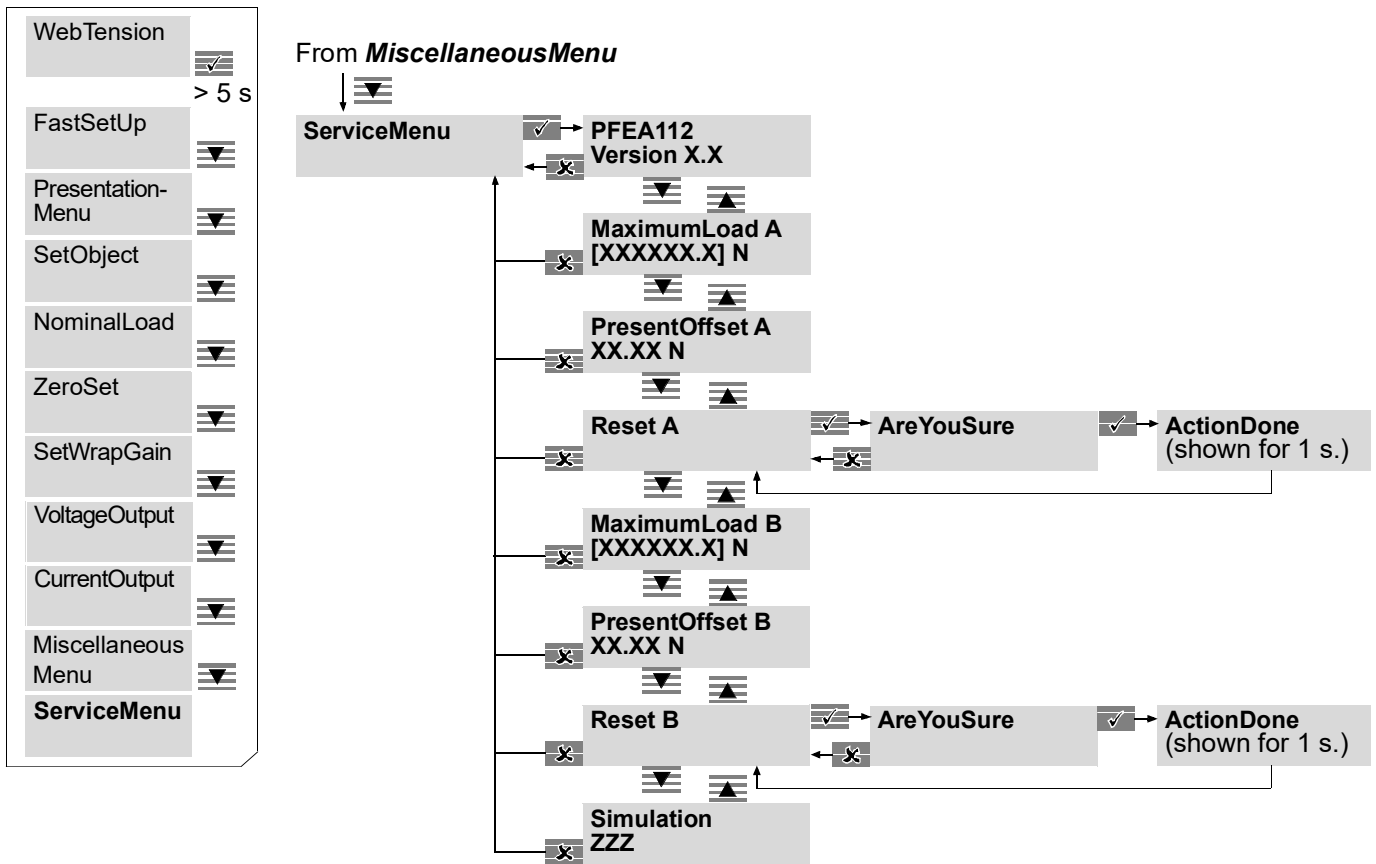 WebTension
> 5 s
FastSetUp
Presentation-
Menu
SetObject
NominalLoad
ZeroSet
SetWrapGain
VoltageOutput
CurrentOutput
Miscellaneous
Menu
ServiceMenu
From MiscellaneousMenu
ServiceMenu
PFEA112
Version X.X
MaximumLoad A
[XXXXXX.X] N
PresentOffset A
XX.XX N
Reset A
AreYouSure
ActionDone
(shown for 1 s.)
MaximumLoad B
[XXXXXX.X] N
PresentOffset B
XX.XX N
Reset B
AreYouSure
ActionDone
(shown for 1 s.)
Simulation
ZZZ